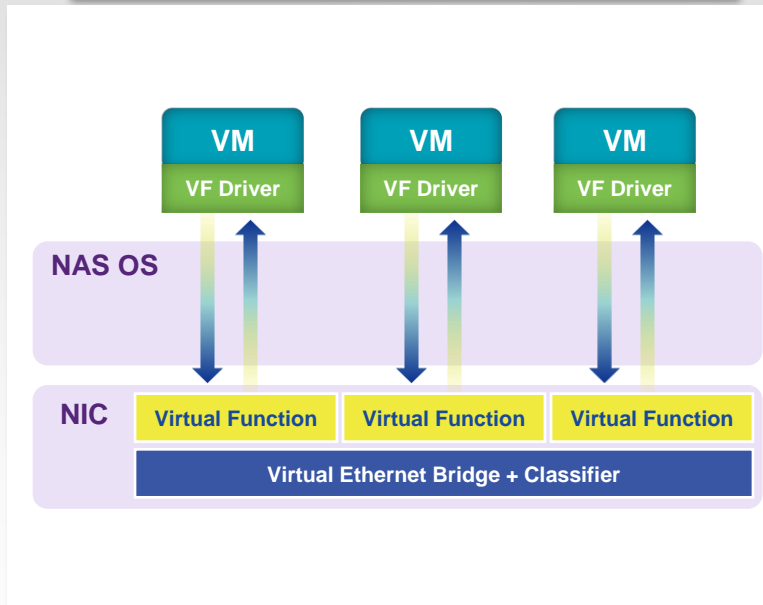 VM VM VM
VF Driver VF Driver VF Driver
NAS OS
NIC
Virtual Function Virtual Function Virtual Function
Virtual Ethernet Bridge + Classifier